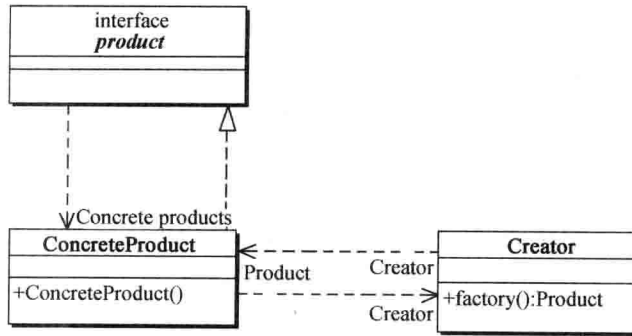 interface
product
Concrete products
ConcreteProduct
+ConcreteProduct()
Product
Creator
Creator
Creator
+factory():Product